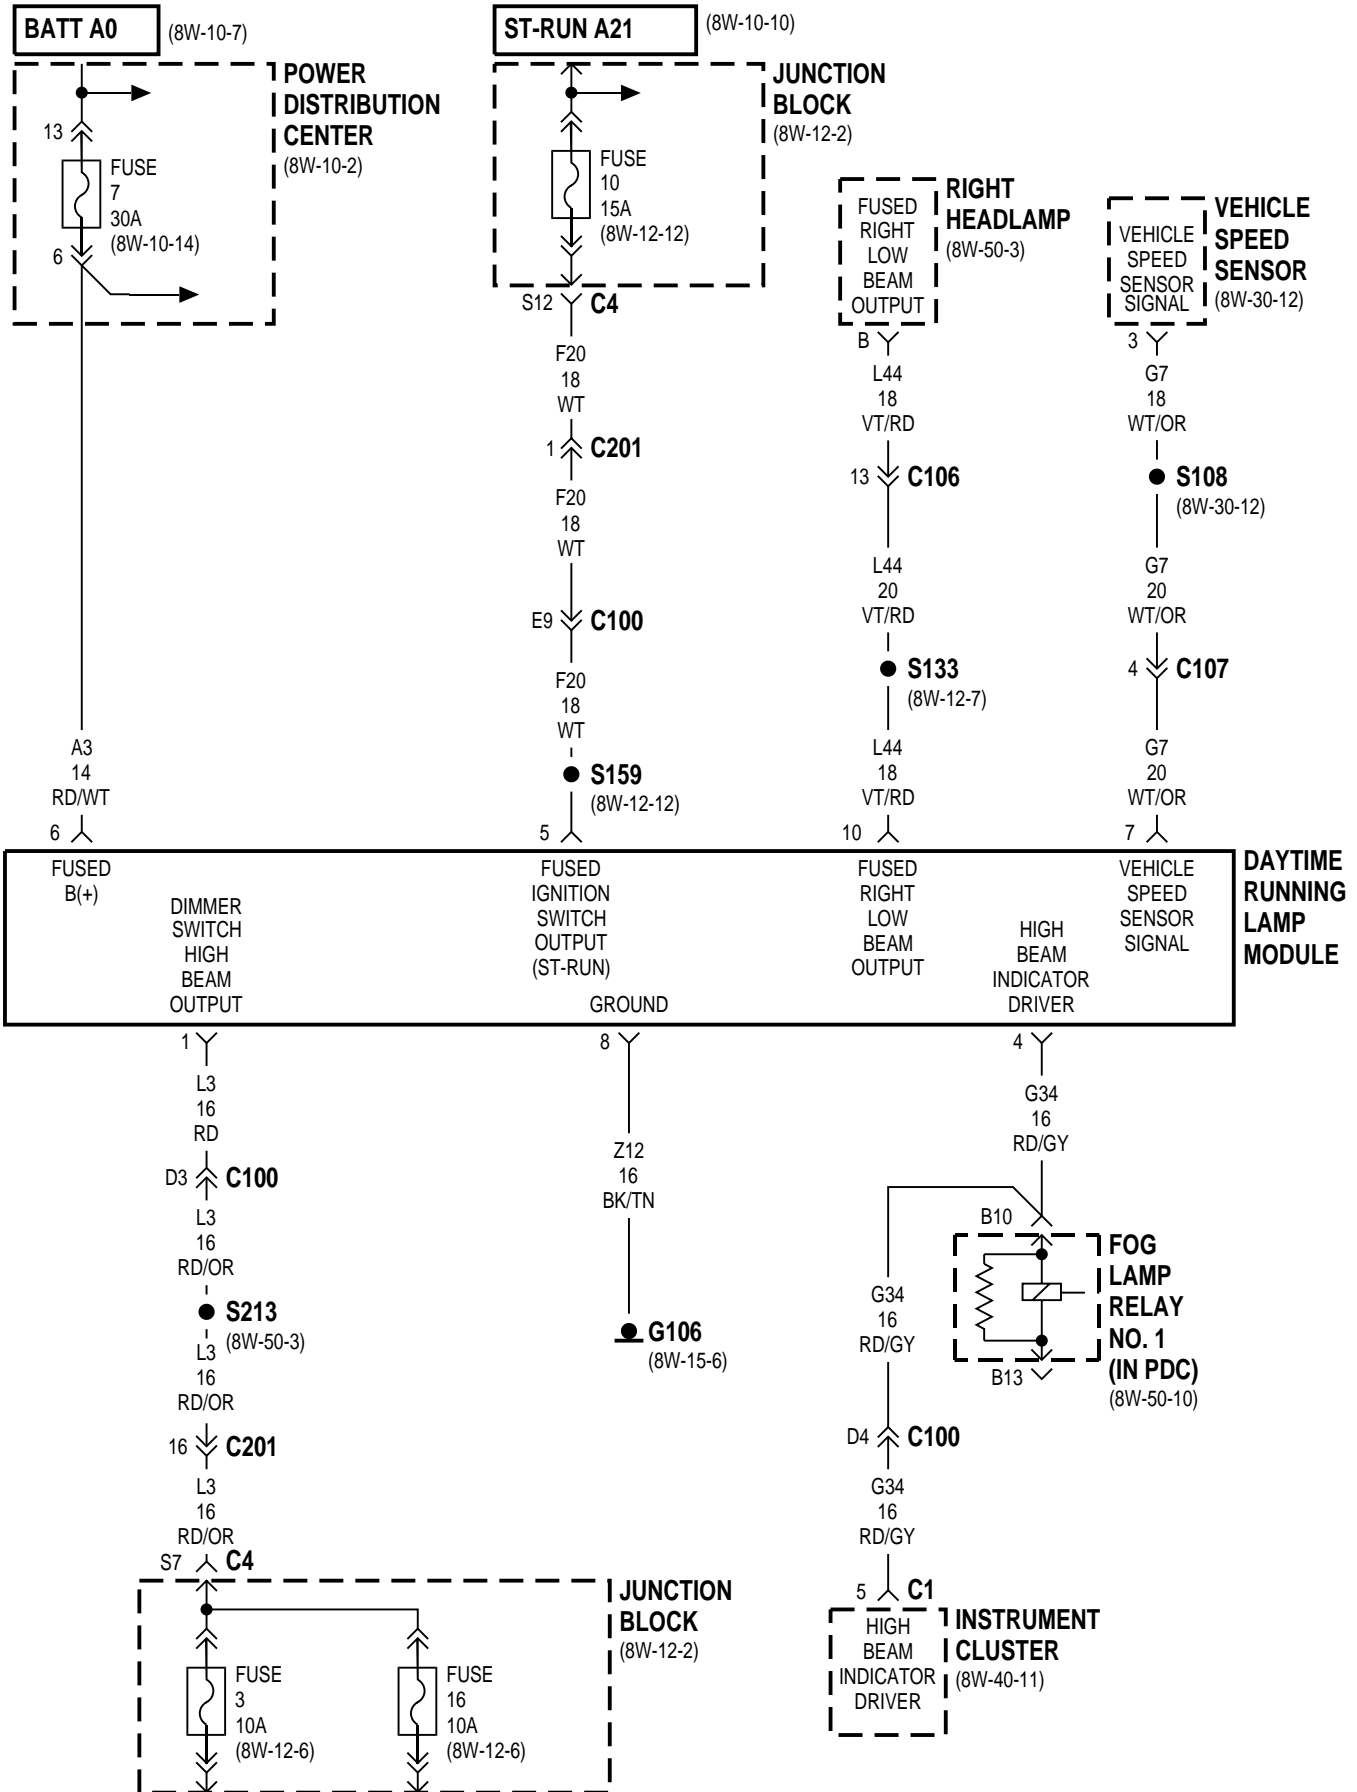 BATT A0
(8W-10-7)
ST-RUN A21
(8W-10-10)
POWER
DISTRIBUTION
CENTER
(8W-10-2)
13
FUSE
7
30A
(8W-10-14)
6
JUNCTION
BLOCK
(8W-12-2)
FUSE
10
15A
(8W-12-12)
S12
C4
RIGHT
HEADLAMP
(8W-50-3)
FUSED
RIGHT
LOW
BEAM
OUTPUT
B
VEHICLE
SPEED
SENSOR
(8W-30-12)
VEHICLE
SPEED
SENSOR
SIGNAL
3
F20
18
WT
1
C201
F20
18
WT
E9
C100
F20
18
WT
S159
(8W-12-12)
L44
18
VT/RD
13
C106
L44
20
VT/RD
S133
(8W-12-7)
L44
18
VT/RD
G7
18
WT/OR
S108
(8W-30-12)
G7
20
WT/OR
4
C107
G7
20
WT/OR
A3
14
RD/WT
6
5
10
7
DAYTIME
RUNNING
LAMP
MODULE
FUSED
B(+)
DIMMER
SWITCH
HIGH
BEAM
OUTPUT
FUSED
IGNITION
SWITCH
OUTPUT
(ST-RUN)
GROUND
FUSED
RIGHT
LOW
BEAM
OUTPUT
HIGH
BEAM
INDICATOR
DRIVER
VEHICLE
SPEED
SENSOR
SIGNAL
1
8
4
L3
16
RD
D3
C100
L3
16
RD/OR
S213
(8W-50-3)
L3
16
RD/OR
16
C201
L3
16
RD/OR
S7
C4
Z12
16
BK/TN
G106
(8W-15-6)
G34
16
RD/GY
B10
FOG
LAMP
RELAY
NO. 1
(IN PDC)
(8W-50-10)
B13
G34
16
RD/GY
D4
C100
G34
16
RD/GY
5
C1
JUNCTION
BLOCK
(8W-12-2)
FUSE
3
10A
(8W-12-6)
FUSE
16
10A
(8W-12-6)
INSTRUMENT
CLUSTER
(8W-40-11)
HIGH
BEAM
INDICATOR
DRIVER